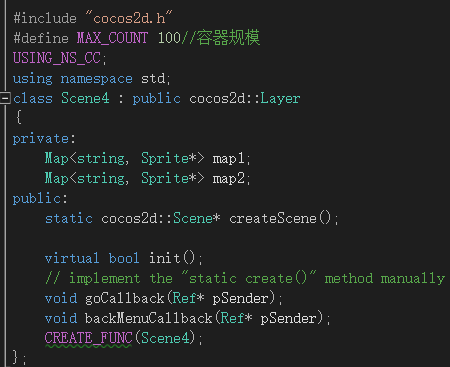 #include "cocos2d.h"
#define MAX_COUNT 100//容器规模
USING_NS_CC;
using namespace std;
class Scene4 : public cocos2d::Layer
{
private:
    Map<string, Sprite*> map1;
    Map<string, Sprite*> map2;
public:
    static cocos2d::Scene* createScene();

    virtual bool init();
    // implement the "static create()" method manually
    void goCallback(Ref* pSender);
    void backMenuCallback(Ref* pSender);
    CREATE_FUNC(Scene4);
};